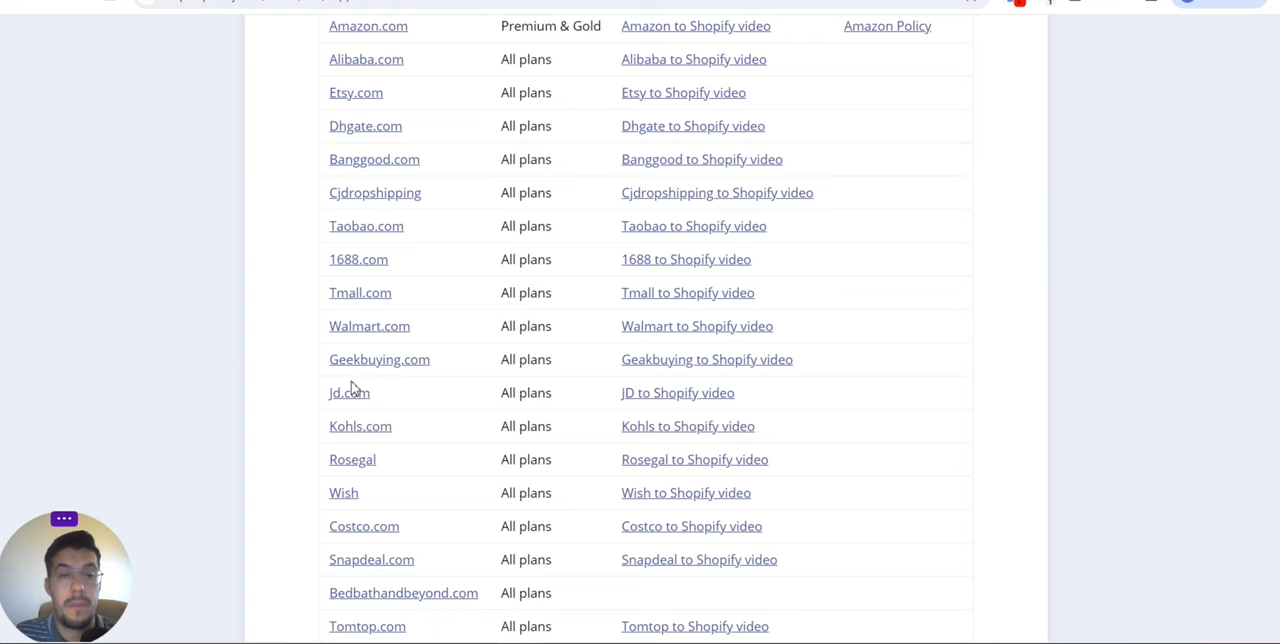 Amazon.com Premium & Gold Amazon to Shopify video Amazon Policy
Alibaba.com All plans Alibaba to Shopify video
Etsy.com All plans Etsy to Shopify video
Dhgate.com All plans Dhgate to Shopify video
Banggood.com All plans Banggood to Shopify video
Cjdropshipping All plans Cjdropshipping to Shopify video
Taobao.com All plans Taobao to Shopify video
1688.com All plans 1688 to Shopify video
Tmall.com All plans Tmall to Shopify video
Walmart.com All plans Walmart to Shopify video
Geekbuying.com All plans Geakbuying to Shopify video
Jd.com All plans JD to Shopify video
Kohls.com All plans Kohls to Shopify video
Rosegal All plans Rosegal to Shopify video
Wish All plans Wish to Shopify video
Costco.com All plans Costco to Shopify video
Snapdeal.com All plans Snapdeal to Shopify video
Bedbathandbeyond.com All plans
Tomtop.com All plans Tomtop to Shopify video